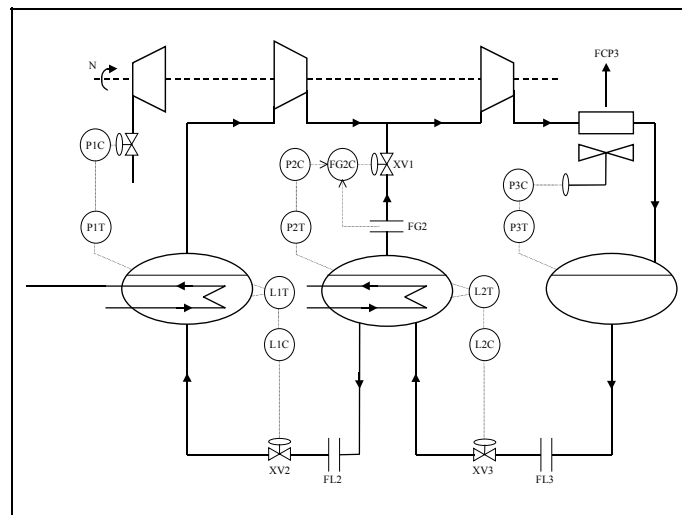 FCP3
N
P1C
P2C
FG2C
XV1
P3C
P1T
P2T
FG2
P3T
L1T
L2T
L1C
L2C
XV2
FL2
XV3
FL3